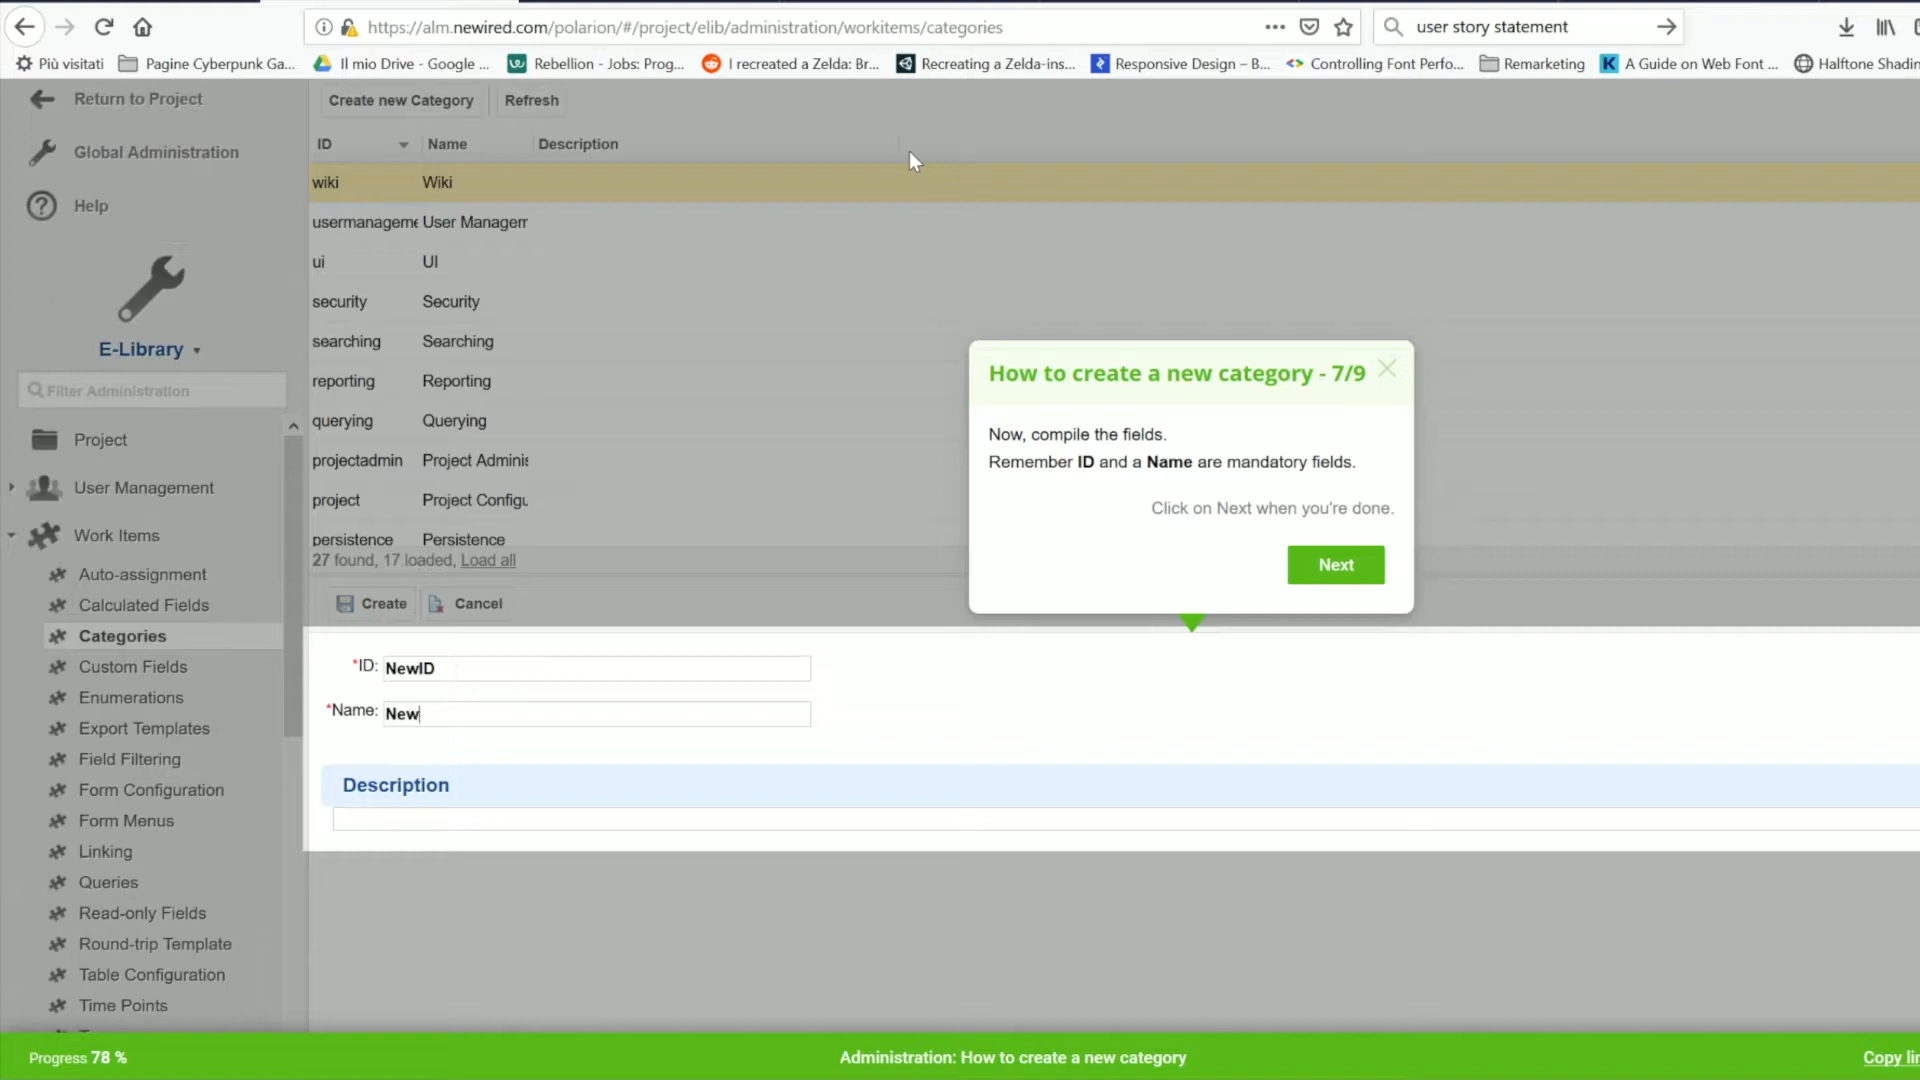 https://alm.newired.com/polarion/#/project/elib/administration/workitems/categories
user story statement
Più visitati
Pagine Cyberpunk Ga...
Il mio Drive - Google ...
Rebellion - Jobs: Prog...
I recreated a Zelda: Br...
Recreating a Zelda-ins...
Responsive Design – B...
Controlling Font Perfo...
Remarketing
A Guide on Web Font ...
Halftone Shadin
Return to Project
Global Administration
Help
E-Library
Filter Administration
Project
User Management
Work Items
Auto-assignment
Calculated Fields
Categories
Custom Fields
Enumerations
Export Templates
Field Filtering
Form Configuration
Form Menus
Linking
Queries
Read-only Fields
Round-trip Template
Table Configuration
Time Points
Create new Category Refresh
ID Name Description
wiki Wiki
usermanageme User Managem
ui UI
security Security
searching Searching
reporting Reporting
querying Querying
projectadmin Project Adminis
project Project Configu
persistence Persistence
27 found, 17 loaded, Load all
Create Cancel
*ID: NewID
*Name: New
Description
How to create a new category - 7/9
Now, compile the fields.
Remember ID and a Name are mandatory fields.
Click on Next when you're done.
Next
Progress 78 %
Administration: How to create a new category
Copy lin